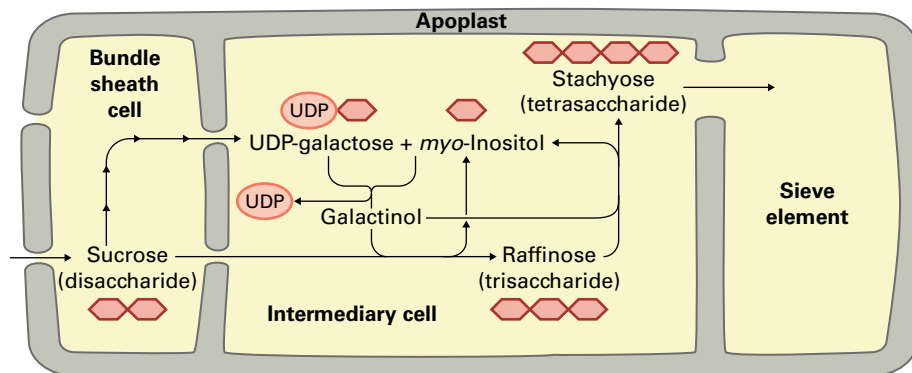 Apoplast
Bundle
sheath
cell
Stachyose
(tetrasaccharide)
UDP
UDP-galactose + myo-Inositol
UDP
Galactinol
Sieve
element
Sucrose
(disaccharide)
Raffinose
(trisaccharide)
Intermediary cell